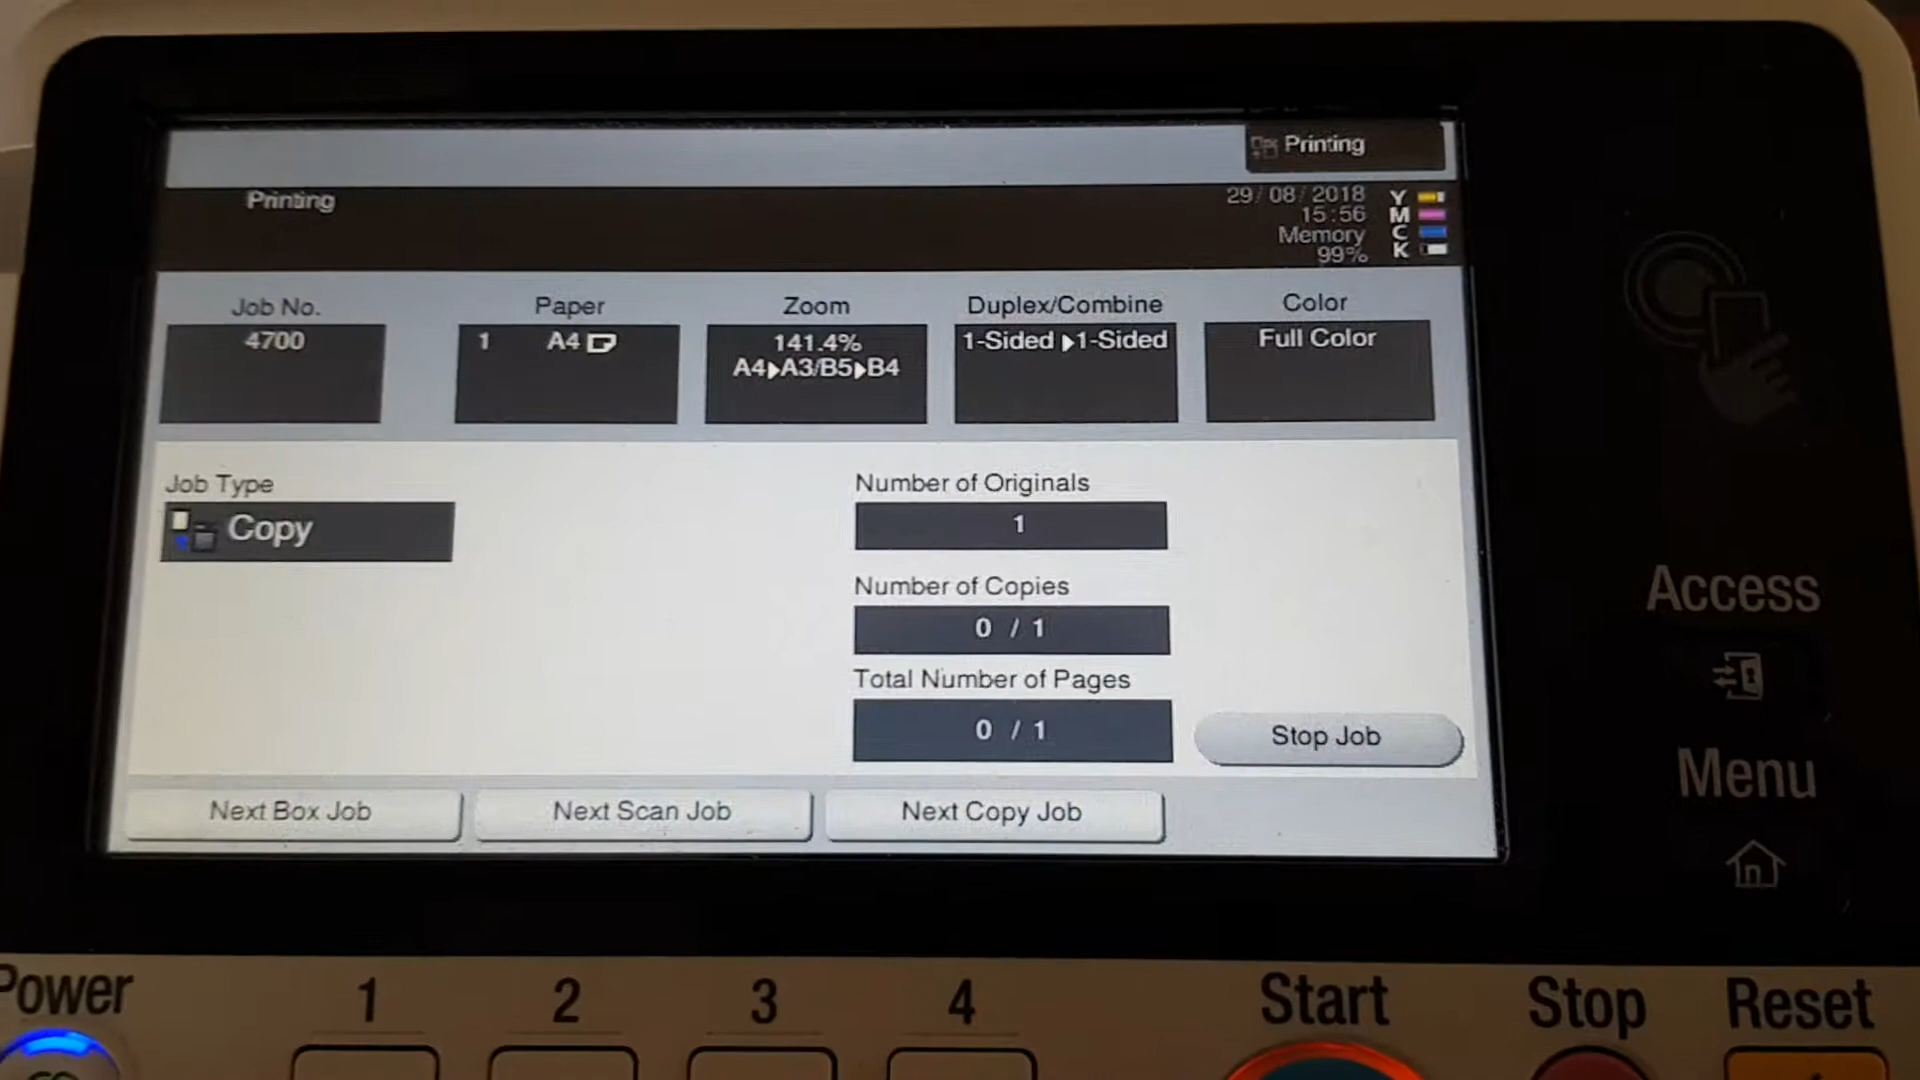 Printing
Printing
29/08/2018
15:56
Memory
99%
Y
M
C
K
Job No.
4700
Paper
1 A4
Zoom
141.4%
A4▶A3/B5▶B4
Duplex/Combine
1-Sided ▶1-Sided
Color
Full Color
Job Type
Copy
Number of Originals
1
Number of Copies
0 / 1
Total Number of Pages
0 / 1
Stop Job
Next Box Job
Next Scan Job
Next Copy Job
Access
Menu
Power
1
2
3
4
Start
Stop
Reset